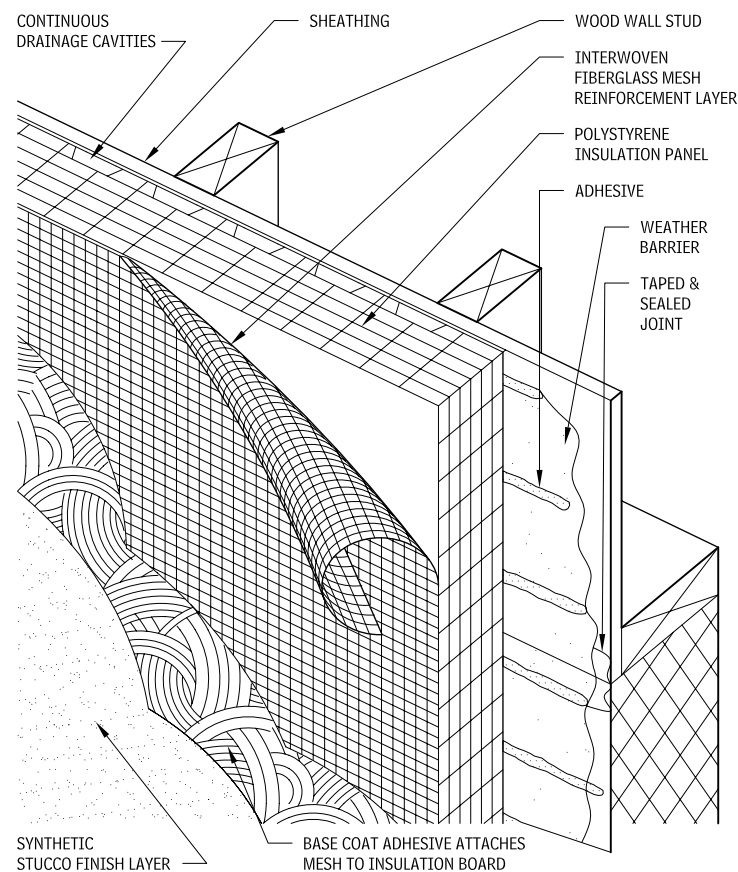 CONTINUOUS
DRAINAGE CAVITIES
SHEATHING
WOOD WALL STUD
INTERWOVEN
FIBERGLASS MESH
REINFORCEMENT LAYER
POLYSTYRENE
INSULATION PANEL
ADHESIVE
WEATHER
BARRIER
TAPED &
SEALED
JOINT
SYNTHETIC
STUCCO FINISH LAYER
BASE COAT ADHESIVE ATTACHES
MESH TO INSULATION BOARD